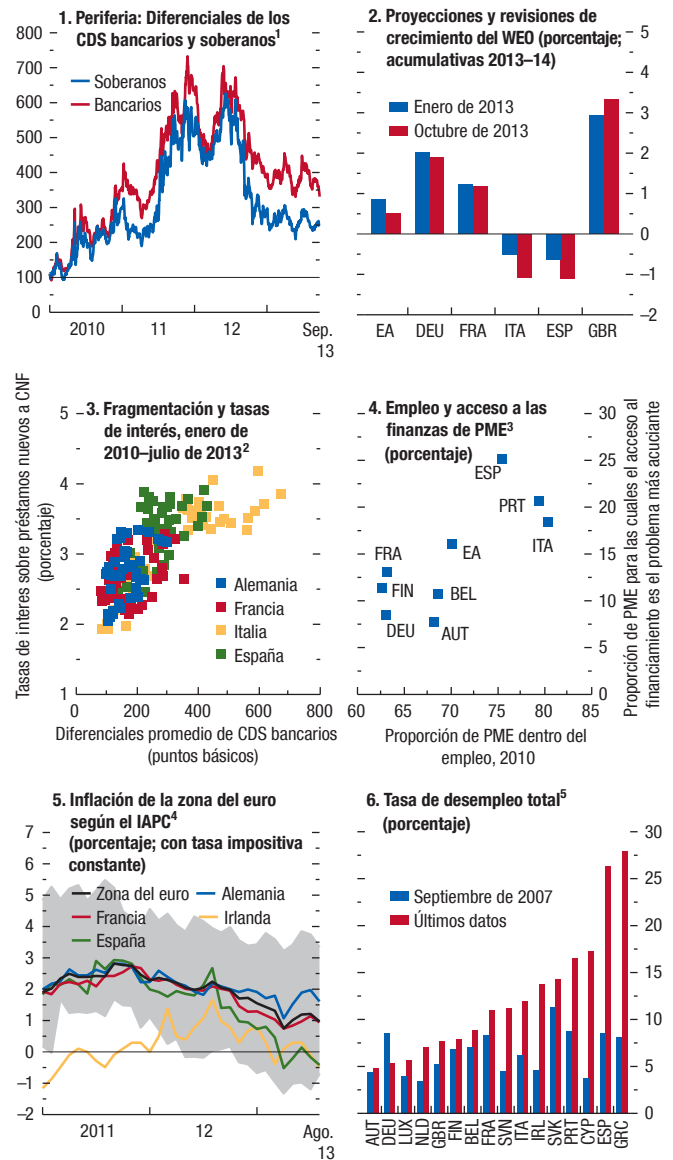 1. Periferia: Diferenciales de los
CDS bancarios y soberanos1
800
700
600
500
400
300
200
100
0
Soberanos
Bancarios
2010
11
12
Sep.
13
2. Proyecciones y revisiones de
crecimiento del WEO (porcentaje;
acumulativas 2013–14)
Enero de 2013
Octubre de 2013
5
4
3
2
1
0
–1
–2
EA DEU FRA ITA ESP GBR
3. Fragmentación y tasas
de interés, enero de
2010–julio de 2013²
Tasas de interes sobre préstamos nuevos a CNF
(porcentaje)
5
4
3
2
1
Alemania
Francia
Italia
España
0 200 400 600 800
Diferenciales promedio de CDS bancarios
(puntos básicos)
4. Empleo y acceso a las
finanzas de PME³
(porcentaje)
ESP
PRT
ITA
EA
FRA
FIN
BEL
DEU
AUT
30
25
20
15
10
5
0
Proporción de PME para las cuales el acceso al
financiamiento es el problema más acuciante
60 65 70 75 80 85
Proporción de PME dentro del
empleo, 2010
5. Inflación de la zona del euro
según el IAPC⁴
(porcentaje; con tasa impositiva
constante)
7
6
5
4
3
2
1
0
–1
–2
Zona del euro
Alemania
Francia
Irlanda
España
2011
12
Ago.
13
6. Tasa de desempleo total⁵
(porcentaje)
Septiembre de 2007
Últimos datos
30
25
20
15
10
5
0
AUT
DEU
LUX
NLD
GBR
FIN
BEL
FRA
SVN
ITA
IRL
SVK
PRT
CYP
ESP
GRC